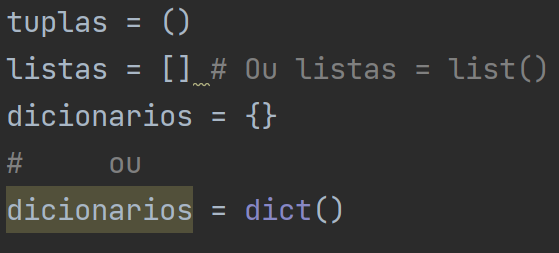 tuplas = ()
listas = [] # Ou listas = list()
dicionarios = {}
#     ou
dicionarios = dict()